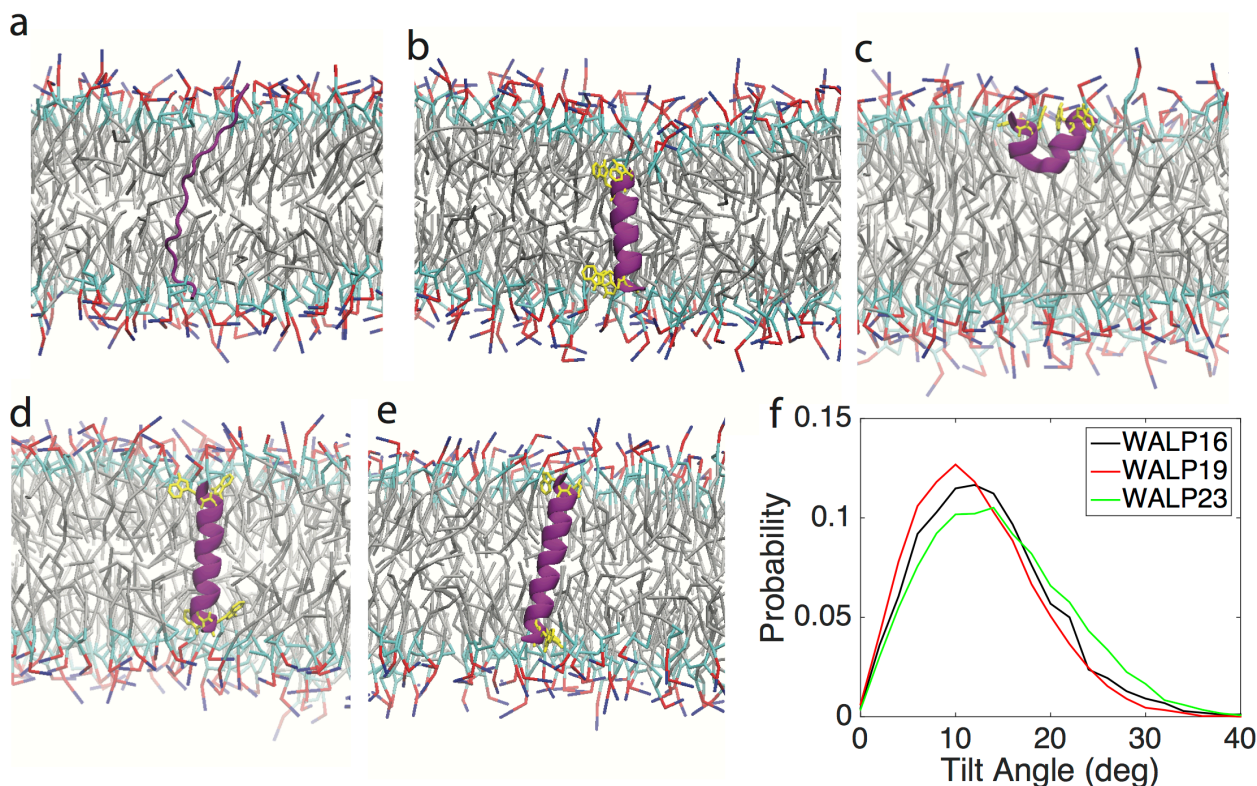 a
b
c
d
e
f
0.15
0.1
0.05
0
Probability
WALP16
WALP19
WALP23
0 10 20 30 40
Tilt Angle (deg)